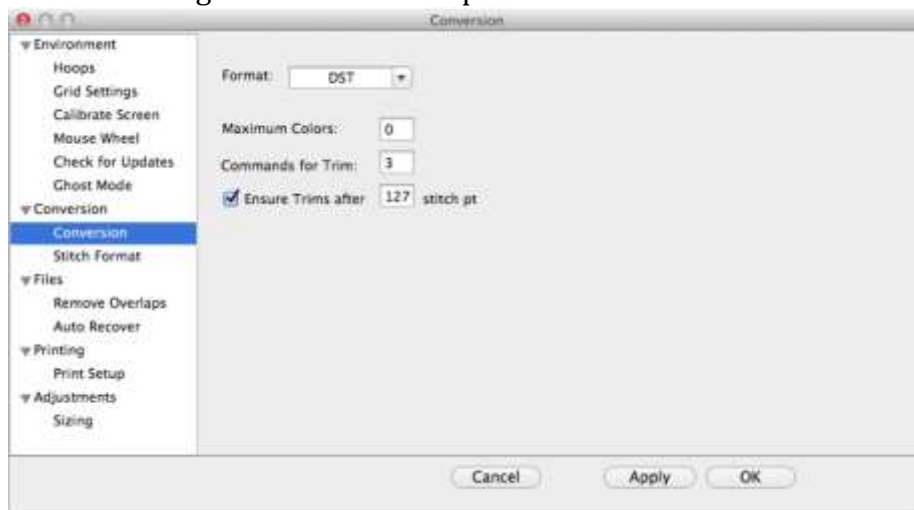 Conversion
Environment
Hoops
Grid Settings
Calibrate Screen
Mouse Wheel
Check for Updates
Ghost Mode
Conversion
Conversion
Stitch Format
Files
Remove Overlaps
Auto Recover
Printing
Print Setup
Adjustments
Sizing
Format: DST
Maximum Colors: 0
Commands for Trim: 3
Ensure Trims after 127 stitch pt
Cancel Apply OK